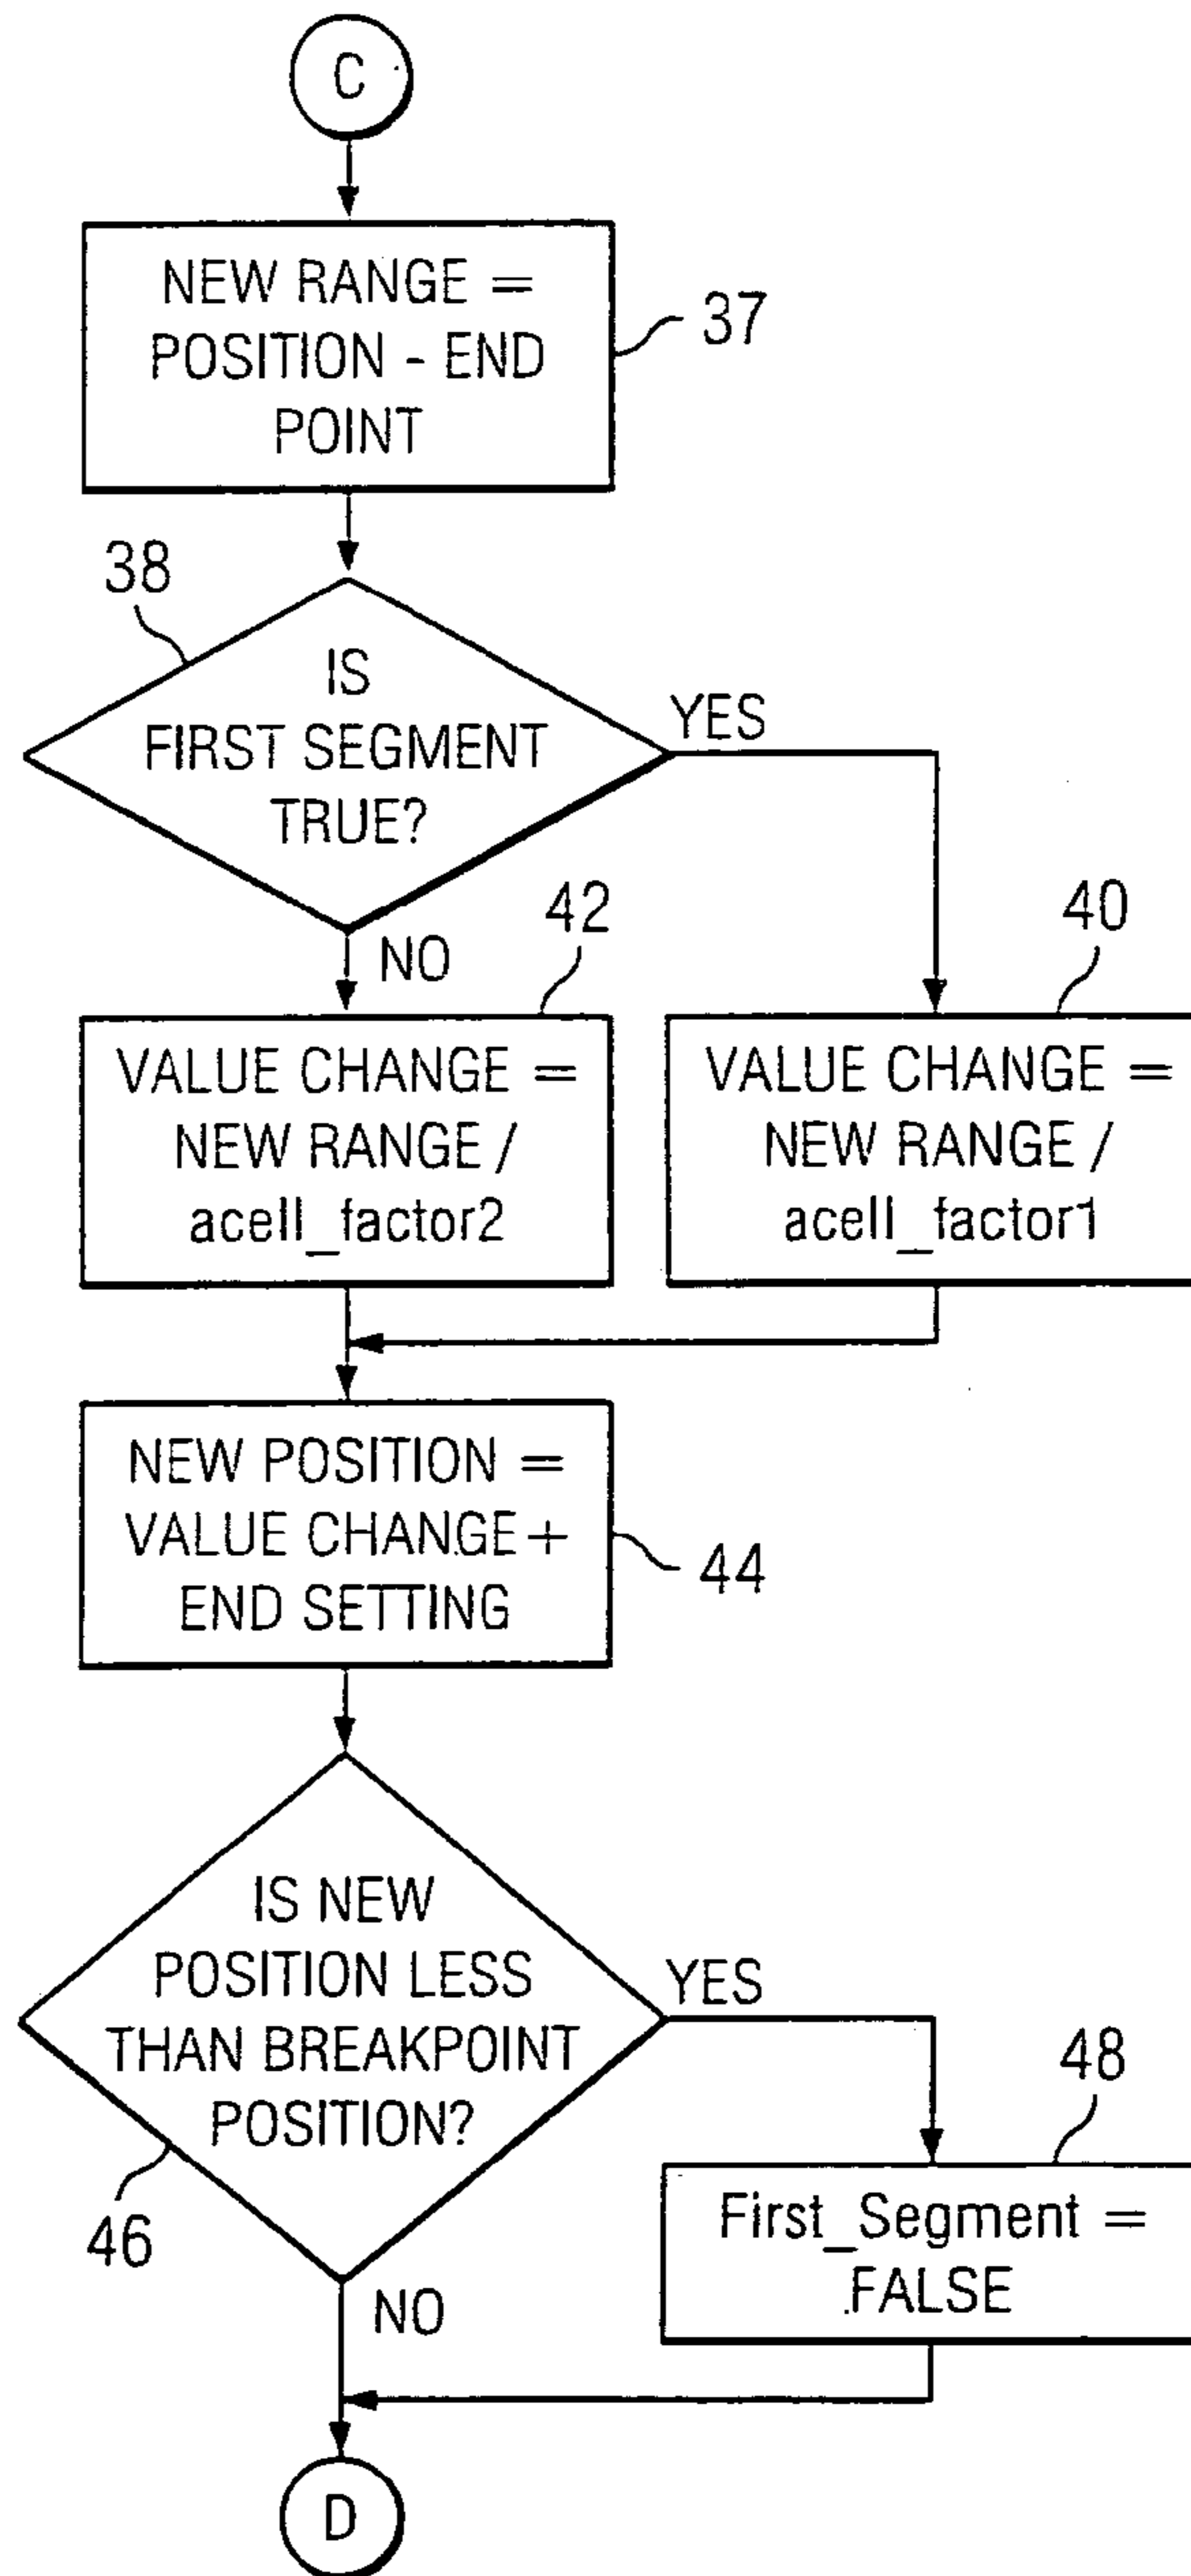 C
NEW RANGE =
POSITION - END
POINT
37
38
IS
FIRST SEGMENT
TRUE?
YES
NO
42
40
VALUE CHANGE =
NEW RANGE /
acell_factor2
VALUE CHANGE =
NEW RANGE /
acell_factor1
NEW POSITION =
VALUE CHANGE +
END SETTING
44
IS NEW
POSITION LESS
THAN BREAKPOINT
POSITION?
YES
46
48
First_Segment =
FALSE
NO
D